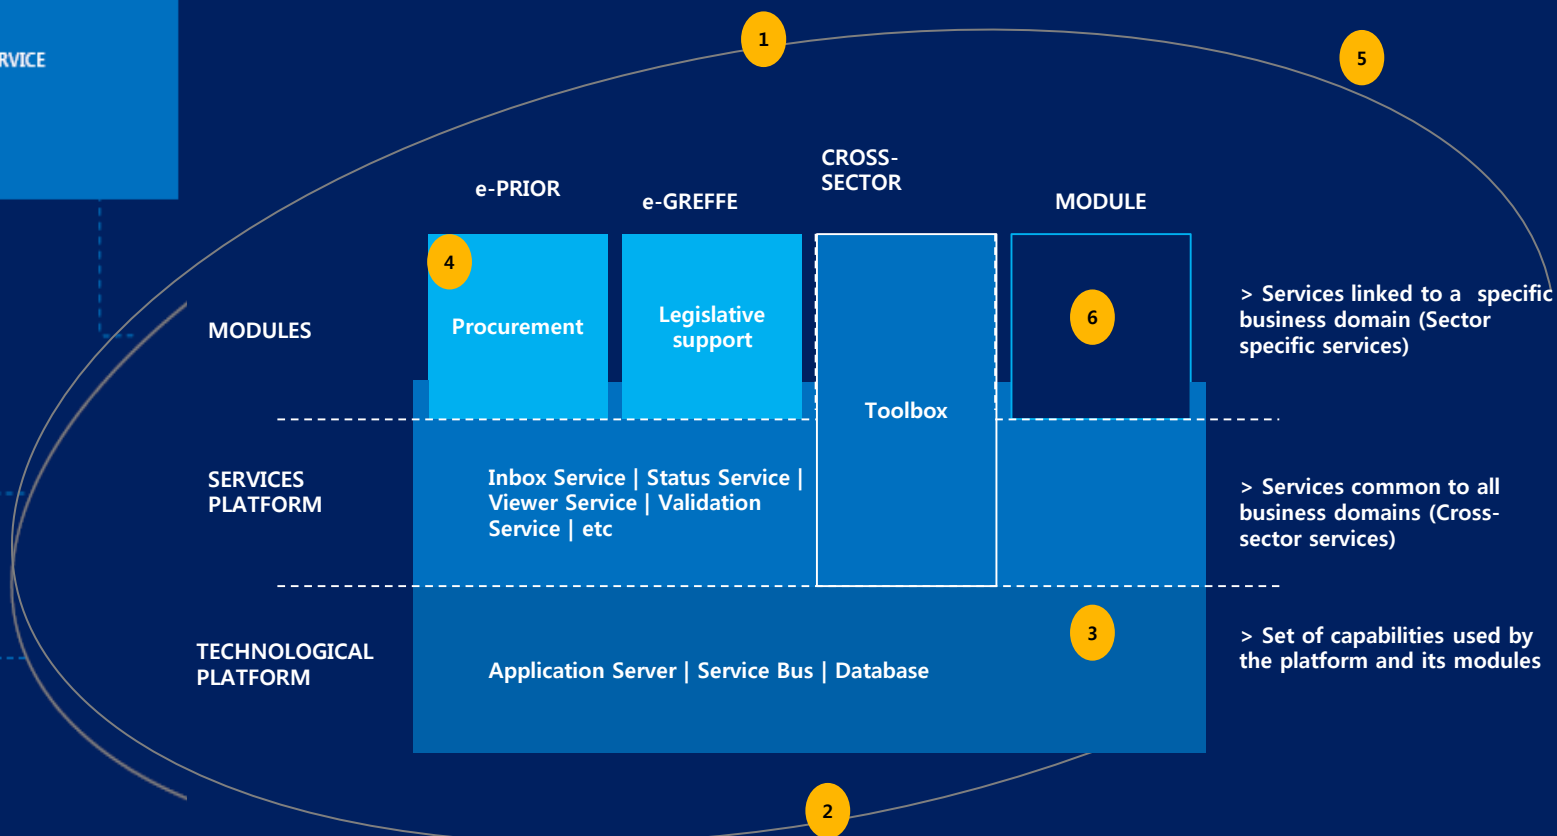 RVICE
1
5
CROSS-
SECTOR
e-PRIOR
e-GREFFE
MODULE
4
Procurement
Legislative
support
6
MODULES
> Services linked to a specific
business domain (Sector
specific services)
Toolbox
SERVICES
PLATFORM
Inbox Service | Status Service |
Viewer Service | Validation
Service | etc
> Services common to all
business domains (Cross-
sector services)
3
TECHNOLOGICAL
PLATFORM
Application Server | Service Bus | Database
> Set of capabilities used by
the platform and its modules
2